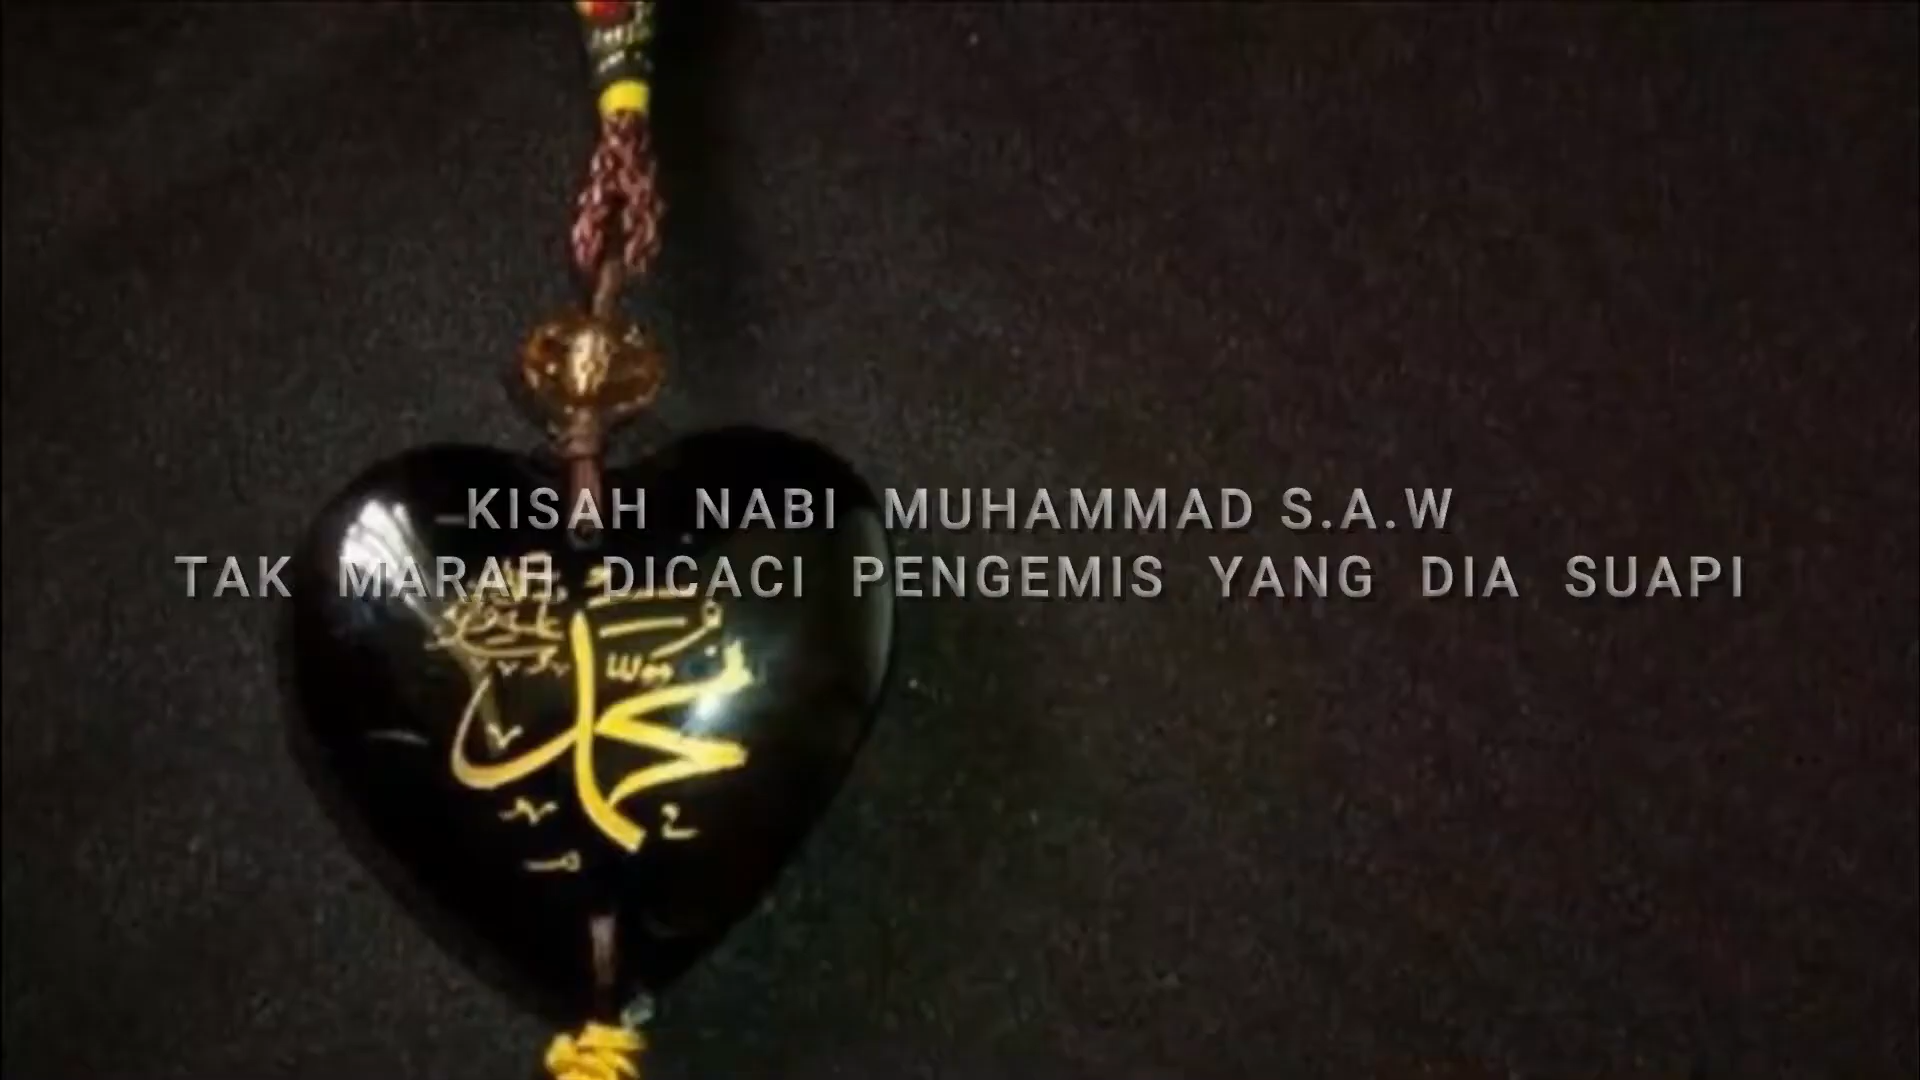 KISAH NABI MUHAMMAD S.A.W
TAK MARAH DICACI PENGEMIS YANG DIA SUAPI
محمد